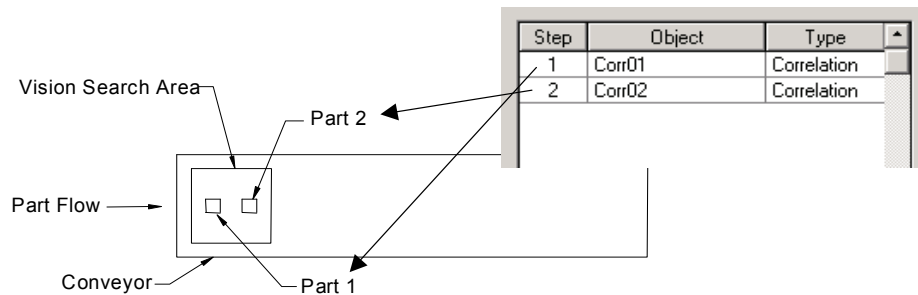 Step Object Type
1 Corr01 Correlation
2 Corr02 Correlation
Vision Search Area
Part 2
Part Flow
Conveyor
Part 1